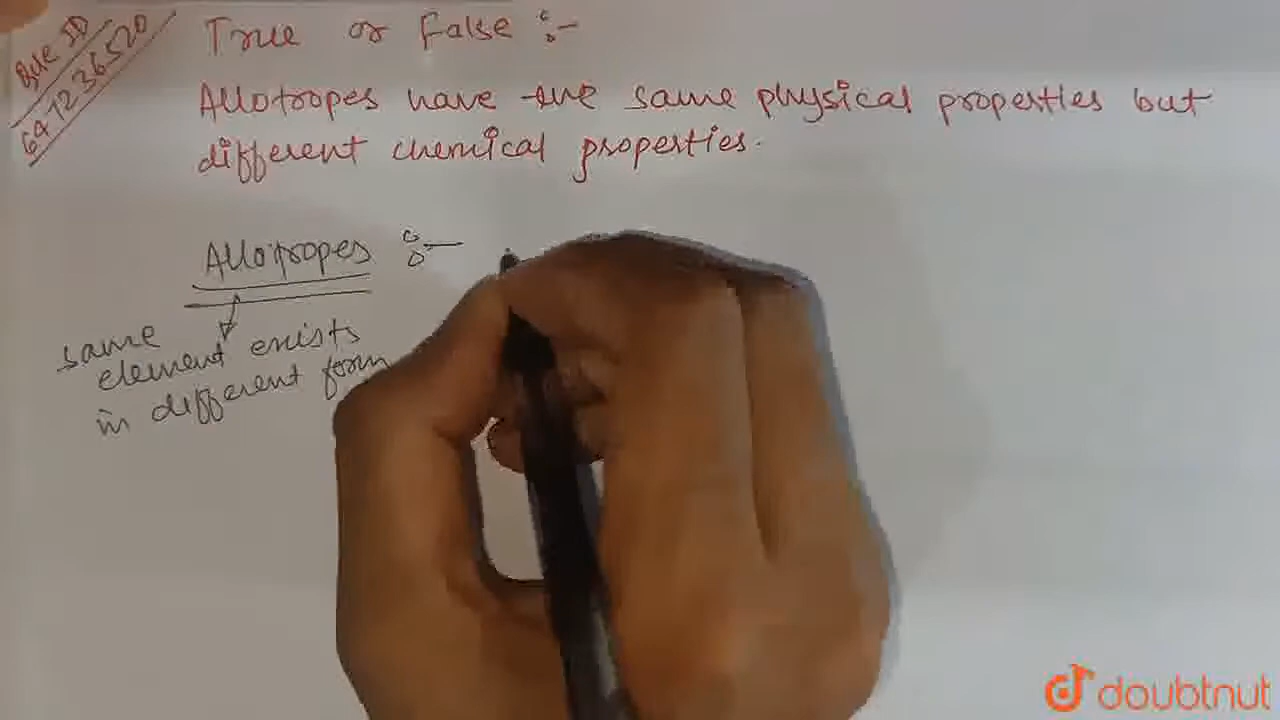 Que ID
647236520
True or False :-
Allotropes have the same physical properties but
different chemical properties.
Allotropes :-
same
element exists
in different form
doubtnut